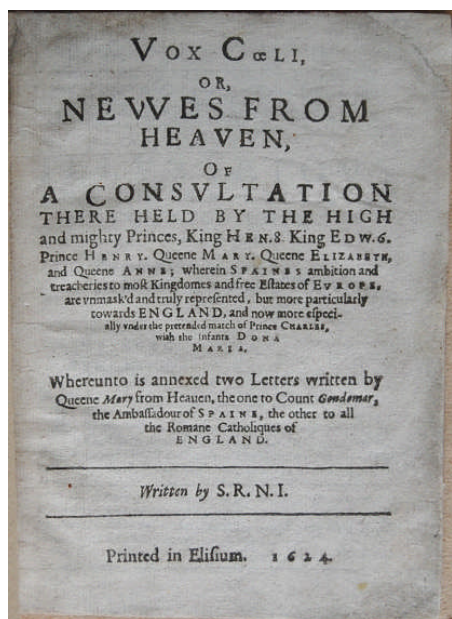 VOX CœLI,
OR,
NEVVES FROM
HEAVEN,
OF
A CONSVLTATION
THERE HELD BY THE HIGH
and mighty Princes, King HEN.8. King EDW.6.
Prince HENRY. Queene MARY. Queene ELIZABETH,
and Queene ANNE; wherein SPAINES ambition and
treacheries to moſt Kingdomes and free Eſtates of EVROPE,
are vnmask'd and truly repreſented, but more particularly
towards ENGLAND, and now more eſpeci-
ally vnder the pretended match of Prince CHARLES,
with the Infanta DONA
MARIA.
Whereunto is annexed two Letters written by
Queene Mary from Heauen, the one to Count Gondomar,
the Ambaſſadour of SPAINE, the other to all
the Romane Catholiques of
ENGLAND.
Written by S.R.N.I.
Printed in Eliſium. 1624.